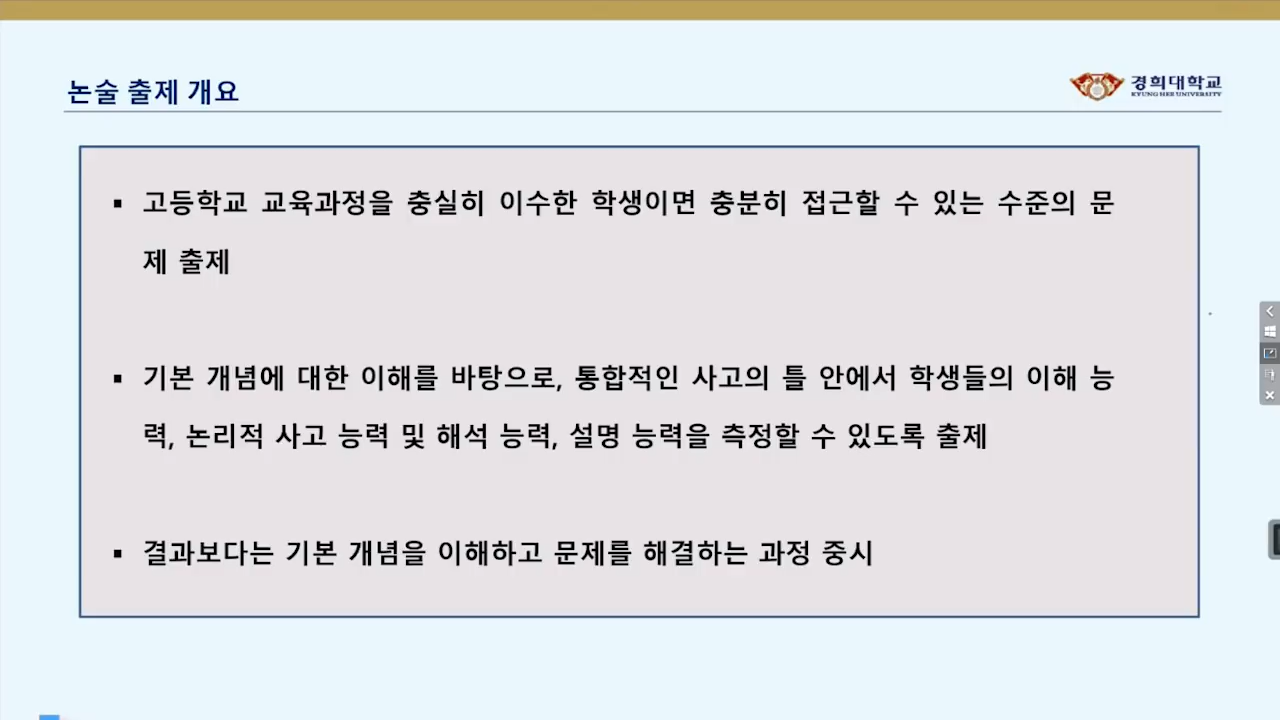 논술 출제 개요
경희대학교
KYUNG HEE UNIVERSITY
▪ 고등학교 교육과정을 충실히 이수한 학생이면 충분히 접근할 수 있는 수준의 문
제 출제
▪ 기본 개념에 대한 이해를 바탕으로, 통합적인 사고의 틀 안에서 학생들의 이해 능
력, 논리적 사고 능력 및 해석 능력, 설명 능력을 측정할 수 있도록 출제
▪ 결과보다는 기본 개념을 이해하고 문제를 해결하는 과정 중시